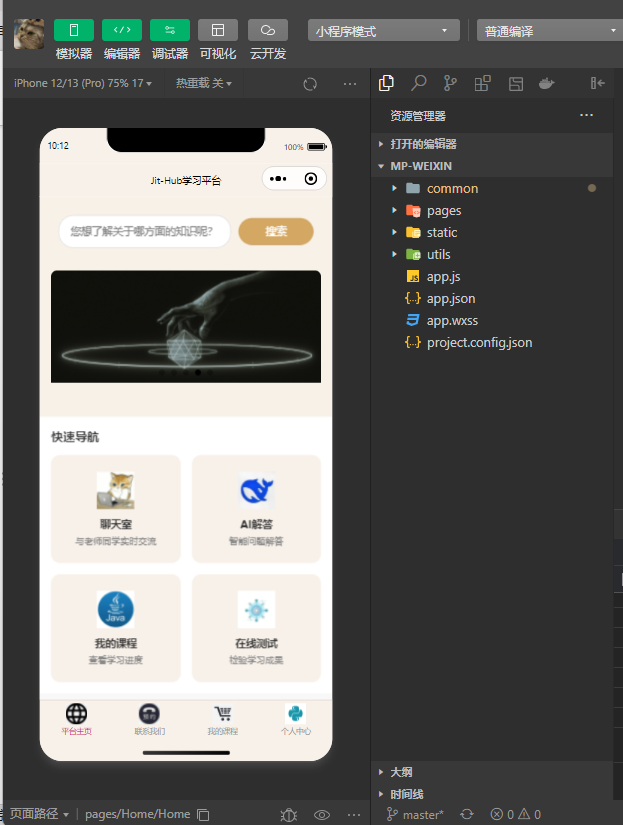 模拟器 编辑器 调试器 可视化 云开发
小程序模式 普通编译
iPhone 12/13 (Pro) 75% 17 热重载 关
10:12 100%
Jit-Hub学习平台
您想了解关于哪方面的知识呢? 搜索
快速导航
聊天室
与老师同学实时交流
AI解答
智能问题解答
Java
我的课程
查看学习进度
在线测试
检验学习成果
平台主页 联系我们 我的课程 个人中心
页面路径 pages/Home/Home
资源管理器
打开的编辑器
MP-WEIXIN
common
pages
static
utils
JS app.js
{..} app.json
app.wxss
{..} project.config.json
大纲
时间线
master* 0 0